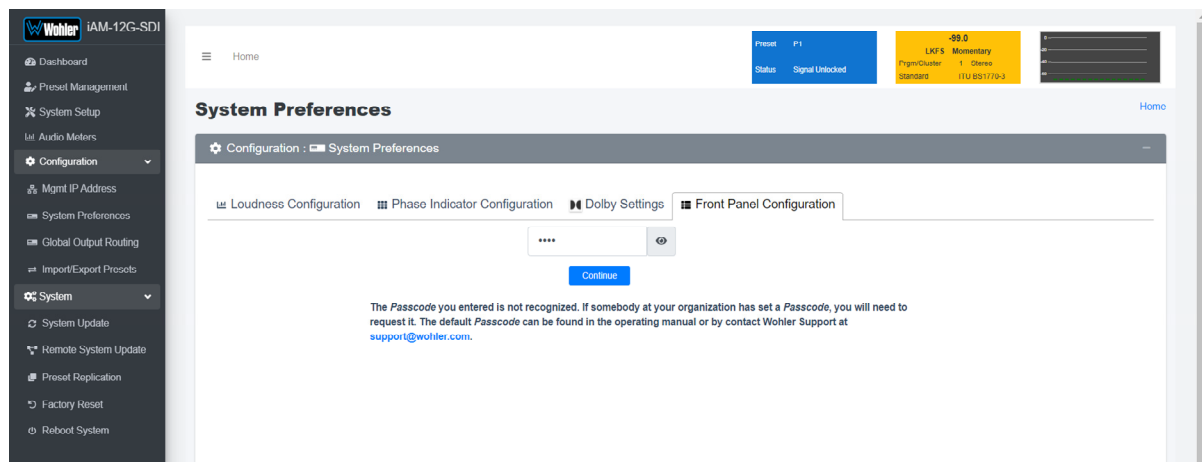 Wohler iAM-12G-SDI
Dashboard
Preset Management
System Setup
Audio Meters
Configuration
Mgmt IP Address
System Preferences
Global Output Routing
Import/Export Presets
System
System Update
Remote System Update
Preset Replication
Factory Reset
Reboot System
Home
Preset P1
Status Signal Unlocked
-99.0
LKFS Momentary
Prgm/Cluster 1 Stereo
Standard ITU BS1770-3
System Preferences
Home
Configuration : System Preferences
Loudness Configuration Phase Indicator Configuration Dolby Settings Front Panel Configuration
••••
Continue
The Passcode you entered is not recognized. If somebody at your organization has set a Passcode, you will need to
request it. The default Passcode can be found in the operating manual or by contact Wohler Support at
support@wohler.com.